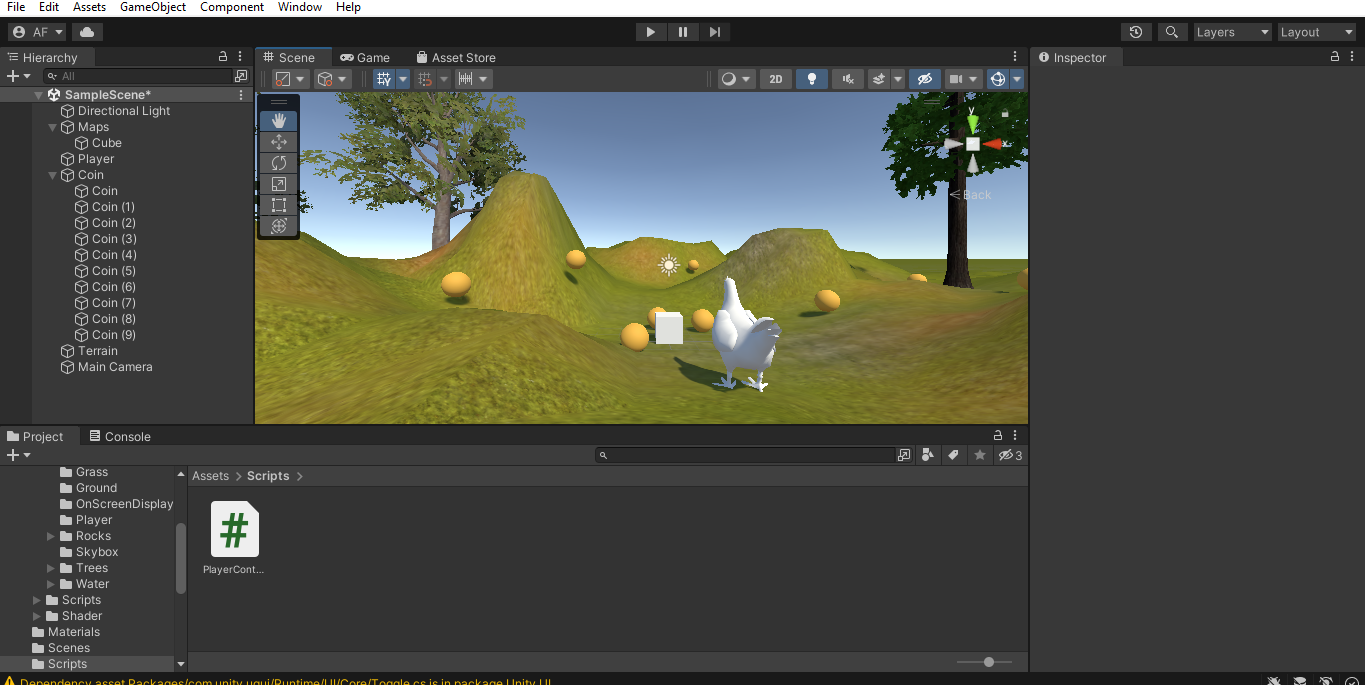 File Edit Assets GameObject Component Window Help
AF Layers Layout
Hierarchy
All
SampleScene*
Directional Light
Maps
Cube
Player
Coin
Coin
Coin (1)
Coin (2)
Coin (3)
Coin (4)
Coin (5)
Coin (6)
Coin (7)
Coin (8)
Coin (9)
Terrain
Main Camera
Scene Game Asset Store
2D
y
x
Back
Inspector
Project Console
3
Grass
Ground
OnScreenDisplay
Player
Rocks
Skybox
Trees
Water
Scripts
Shader
Materials
Scenes
Scripts
Assets > Scripts >
#
PlayerCont...
Dependency asset Packages/com.unity.ugui/Runtime/UI/Core/Toggle.cs is in package Unity UI